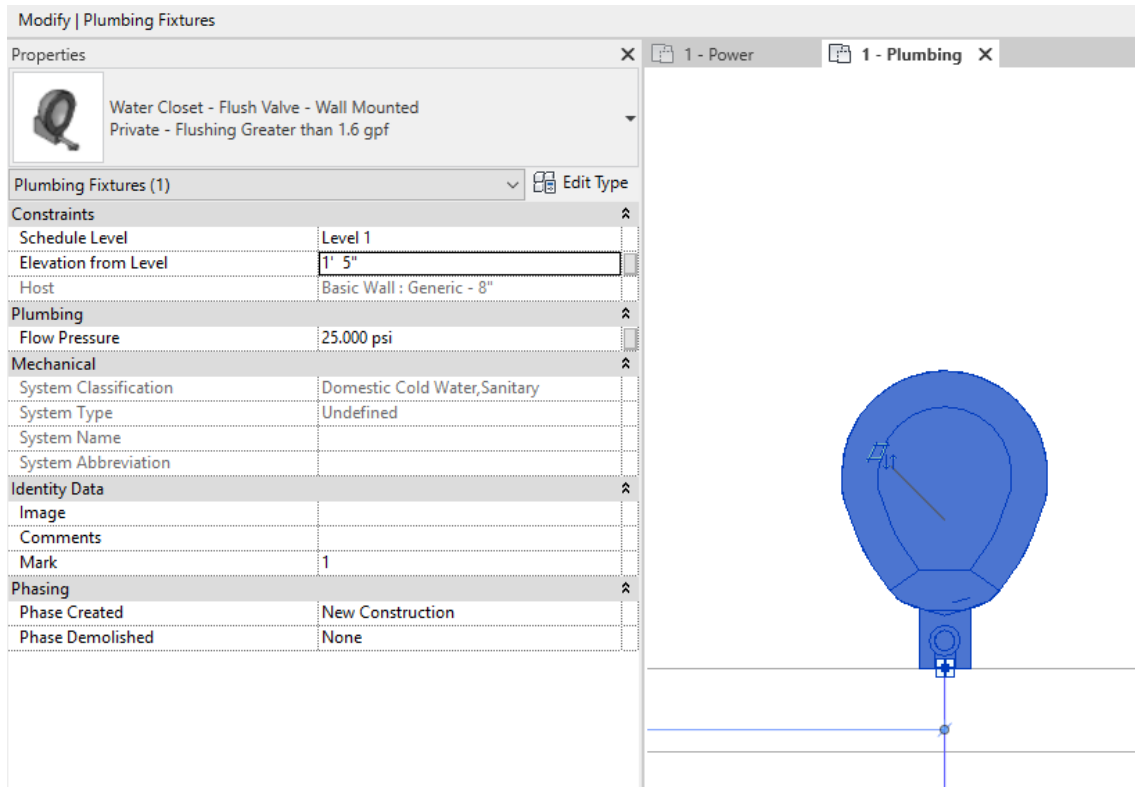 Modify | Plumbing Fixtures
Properties
1 - Power
1 - Plumbing
Water Closet - Flush Valve - Wall Mounted
Private - Flushing Greater than 1.6 gpf
Plumbing Fixtures (1)
Edit Type
Constraints
Schedule Level Level 1
Elevation from Level 1'  5"
Host Basic Wall : Generic - 8"
Plumbing
Flow Pressure 25.000 psi
Mechanical
System Classification Domestic Cold Water,Sanitary
System Type Undefined
System Name
System Abbreviation
Identity Data
Image
Comments
Mark 1
Phasing
Phase Created New Construction
Phase Demolished None